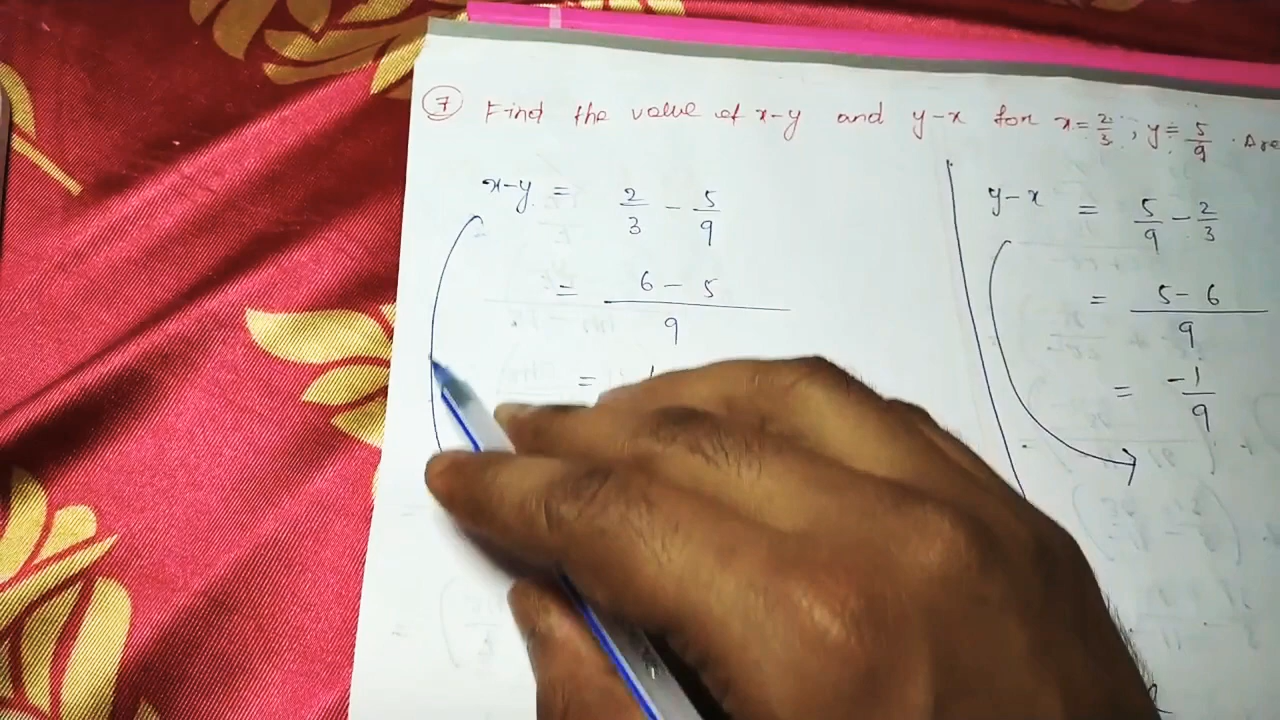 7 Find the value of x-y and y-x for x = 2/3, y = 5/9. Are
x-y = 2/3 - 5/9
= 6 - 5 / 9
=
y-x = 5/9 - 2/3
= 5 - 6 / 9
= -1/9